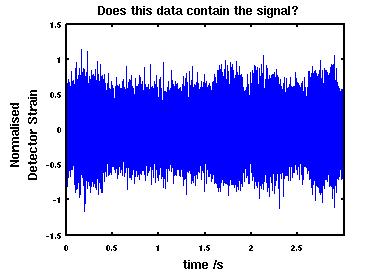 Does this data contain the signal?
1.5
1
0.5
0
-0.5
-1
-1.5
Normalised
Detector Strain
0 0.5 1 1.5 2 2.5
time /s